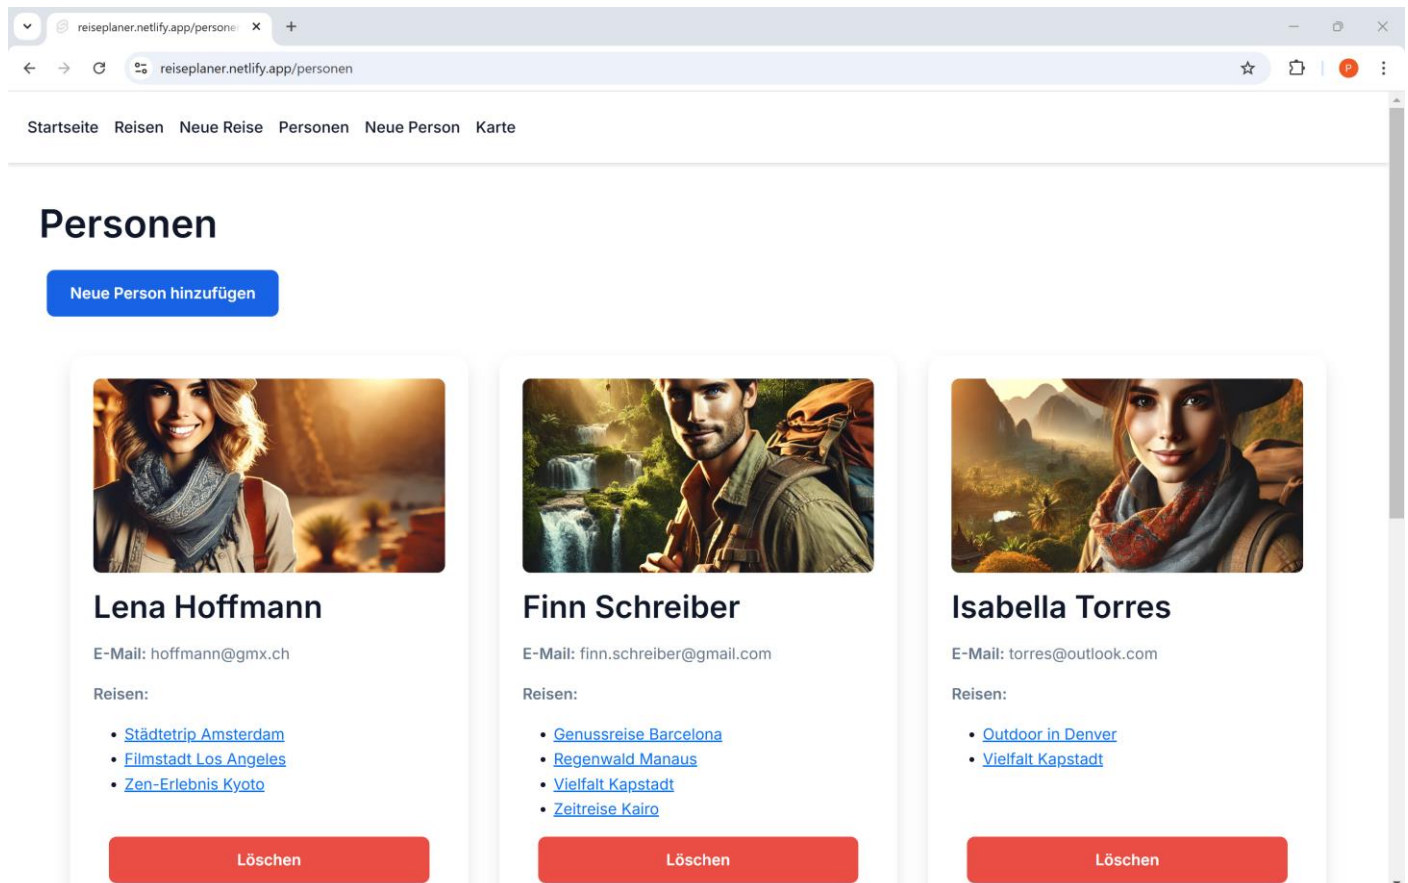 reiseplaner.netlify.app/persone
reiseplaner.netlify.app/personen
P
Startseite Reisen Neue Reise Personen Neue Person Karte
Personen
Neue Person hinzufügen
Lena Hoffmann
E-Mail: hoffmann@gmx.ch
Reisen:
• Städtetrip Amsterdam
• Filmstadt Los Angeles
• Zen-Erlebnis Kyoto
Löschen
Finn Schreiber
E-Mail: finn.schreiber@gmail.com
Reisen:
• Genussreise Barcelona
• Regenwald Manaus
• Vielfalt Kapstadt
• Zeitreise Kairo
Löschen
Isabella Torres
E-Mail: torres@outlook.com
Reisen:
• Outdoor in Denver
• Vielfalt Kapstadt
Löschen